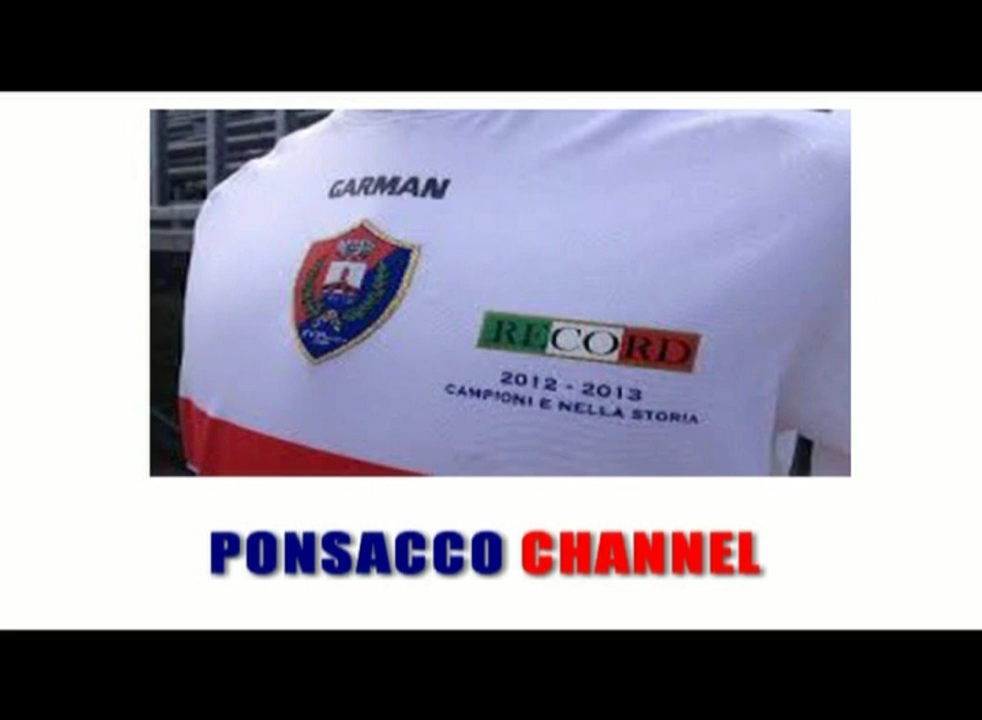 GARMAN
RECORD
2012 - 2013
CAMPIONI E NELLA STORIA
PONSACCO CHANNEL